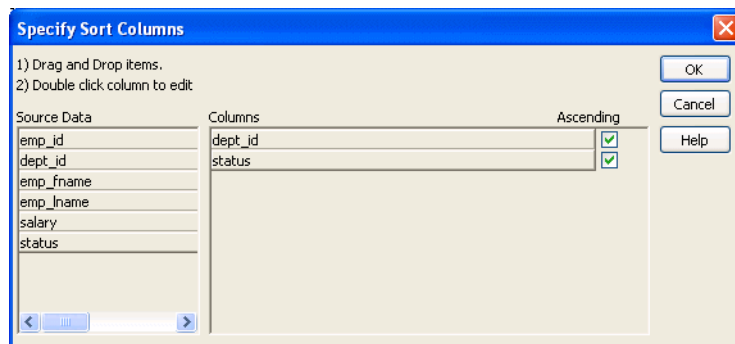 Specify Sort Columns
1) Drag and Drop items.
2) Double click column to edit
OK
Cancel
Help
Source Data
emp_id
dept_id
emp_fname
emp_lname
salary
status
Columns Ascending
dept_id
status